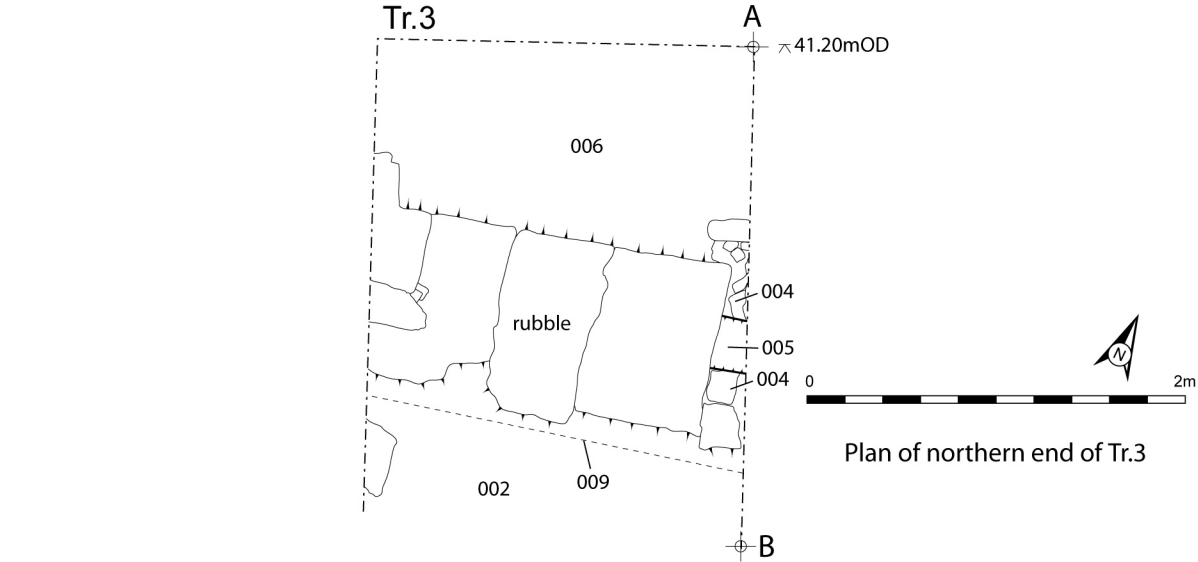 Tr.3
A
41.20mOD
006
004
rubble
005
004
0
2m
N
Plan of northern end of Tr.3
002
009
B